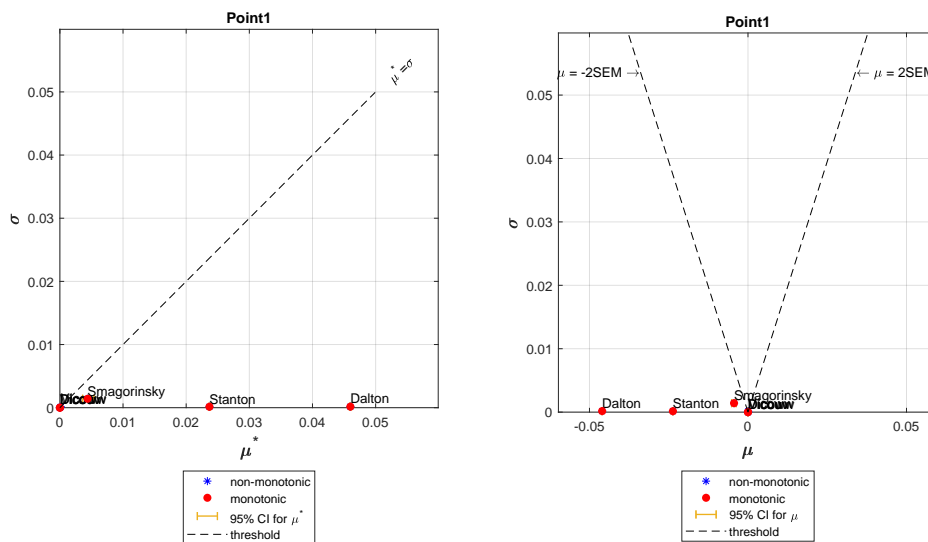 Point1
μ* = σ
0.05
0.04
0.03
0.02
0.01
0
σ
Smagorinsky
Stanton
Dalton
0 0.01 0.02 0.03 0.04 0.05
μ*
non-monotonic
monotonic
95% CI for μ*
threshold
Point1
μ = -2SEM →
← μ = 2SEM
0.05
0.04
0.03
0.02
0.01
0
σ
Dalton
Stanton
Smagorinsky
-0.05 0 0.05
μ
non-monotonic
monotonic
95% CI for μ
threshold